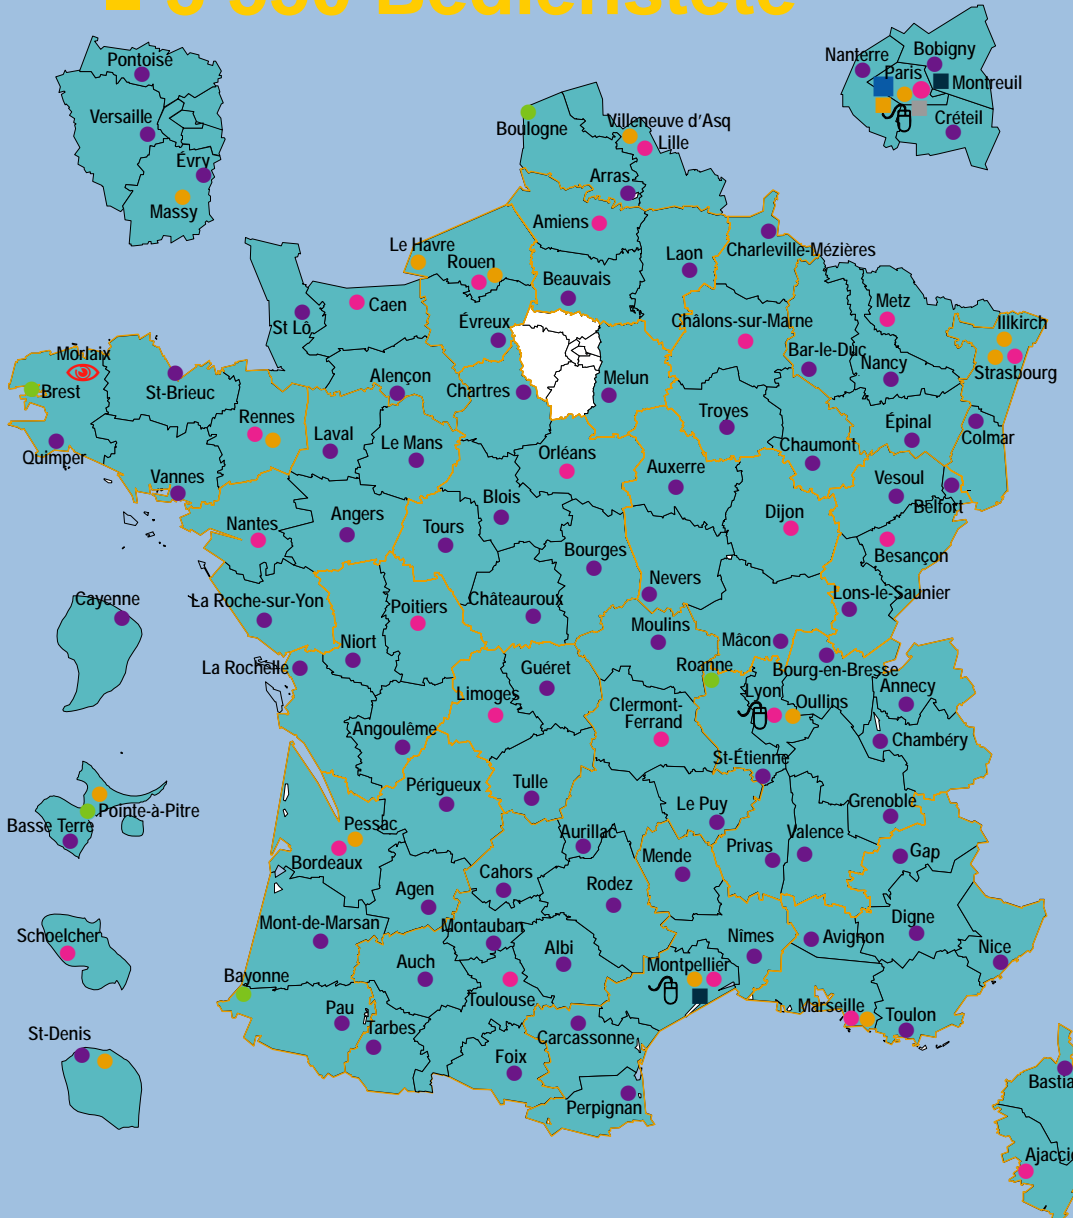 Pontoise
Versaille
Évry
Massy
Nanterre
Bobigny
Paris
Montreuil
Créteil
Boulogne
Villeneuve d'Asq
Lille
Arras
Amiens
Laon
Charleville-Mézières
Le Havre
Rouen
Beauvais
Caen
St Lô
Évreux
Châlons-sur-Marne
Metz
Illkirch
Strasbourg
Bar-le-Duc
Nancy
Morlaix
Brest
St-Brieuc
Alençon
Chartres
Melun
Troyes
Épinal
Colmar
Rennes
Laval
Le Mans
Orléans
Chaumont
Quimper
Vannes
Auxerre
Vesoul
Belfort
Blois
Nantes
Angers
Tours
Dijon
Besançon
Bourges
Nevers
Cayenne
La Roche-sur-Yon
Poitiers
Châteauroux
Lons-le-Saunier
Moulins
Mâcon
Niort
La Rochelle
Guéret
Roanne
Bourg-en-Bresse
Annecy
Limoges
Clermont-
Ferrand
Lyon
Oullins
Angoulême
Chambéry
St-Étienne
Périgueux
Tulle
Le Puy
Grenoble
Pointe-à-Pitre
Basse Terre
Pessac
Bordeaux
Aurillac
Valence
Privas
Mende
Gap
Cahors
Agen
Rodez
Schoelcher
Mont-de-Marsan
Montauban
Albi
Nimes
Avignon
Digne
Nice
Bayonne
Auch
Toulouse
Montpellier
Marseille
Toulon
St-Denis
Pau
Tarbes
Carcassonne
Foix
Perpignan
Bastia
Ajaccio